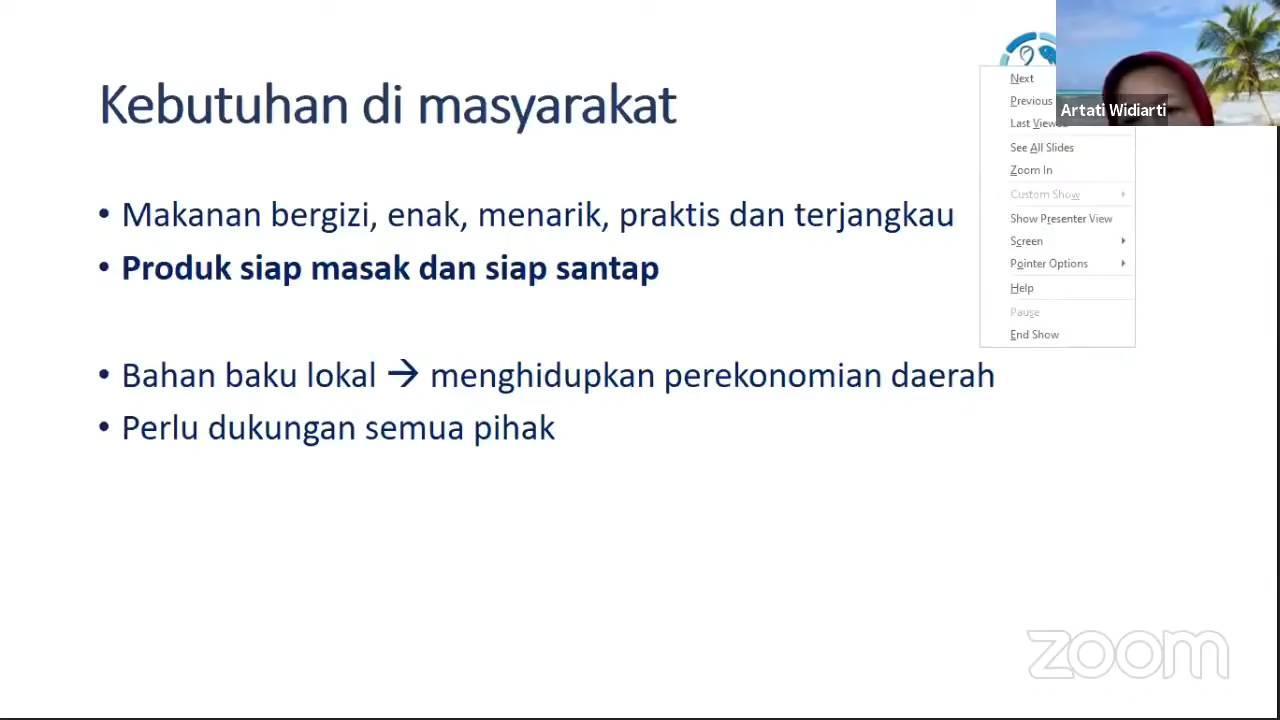 Kebutuhan di masyarakat
• Makanan bergizi, enak, menarik, praktis dan terjangkau
• Produk siap masak dan siap santap
• Bahan baku lokal → menghidupkan perekonomian daerah
• Perlu dukungan semua pihak
Next
Previous
Last
See All Slides
Zoom In
Custom Show
Show Presenter View
Screen
Pointer Options
Help
Pause
End Show
Artati Widiarti
zoom